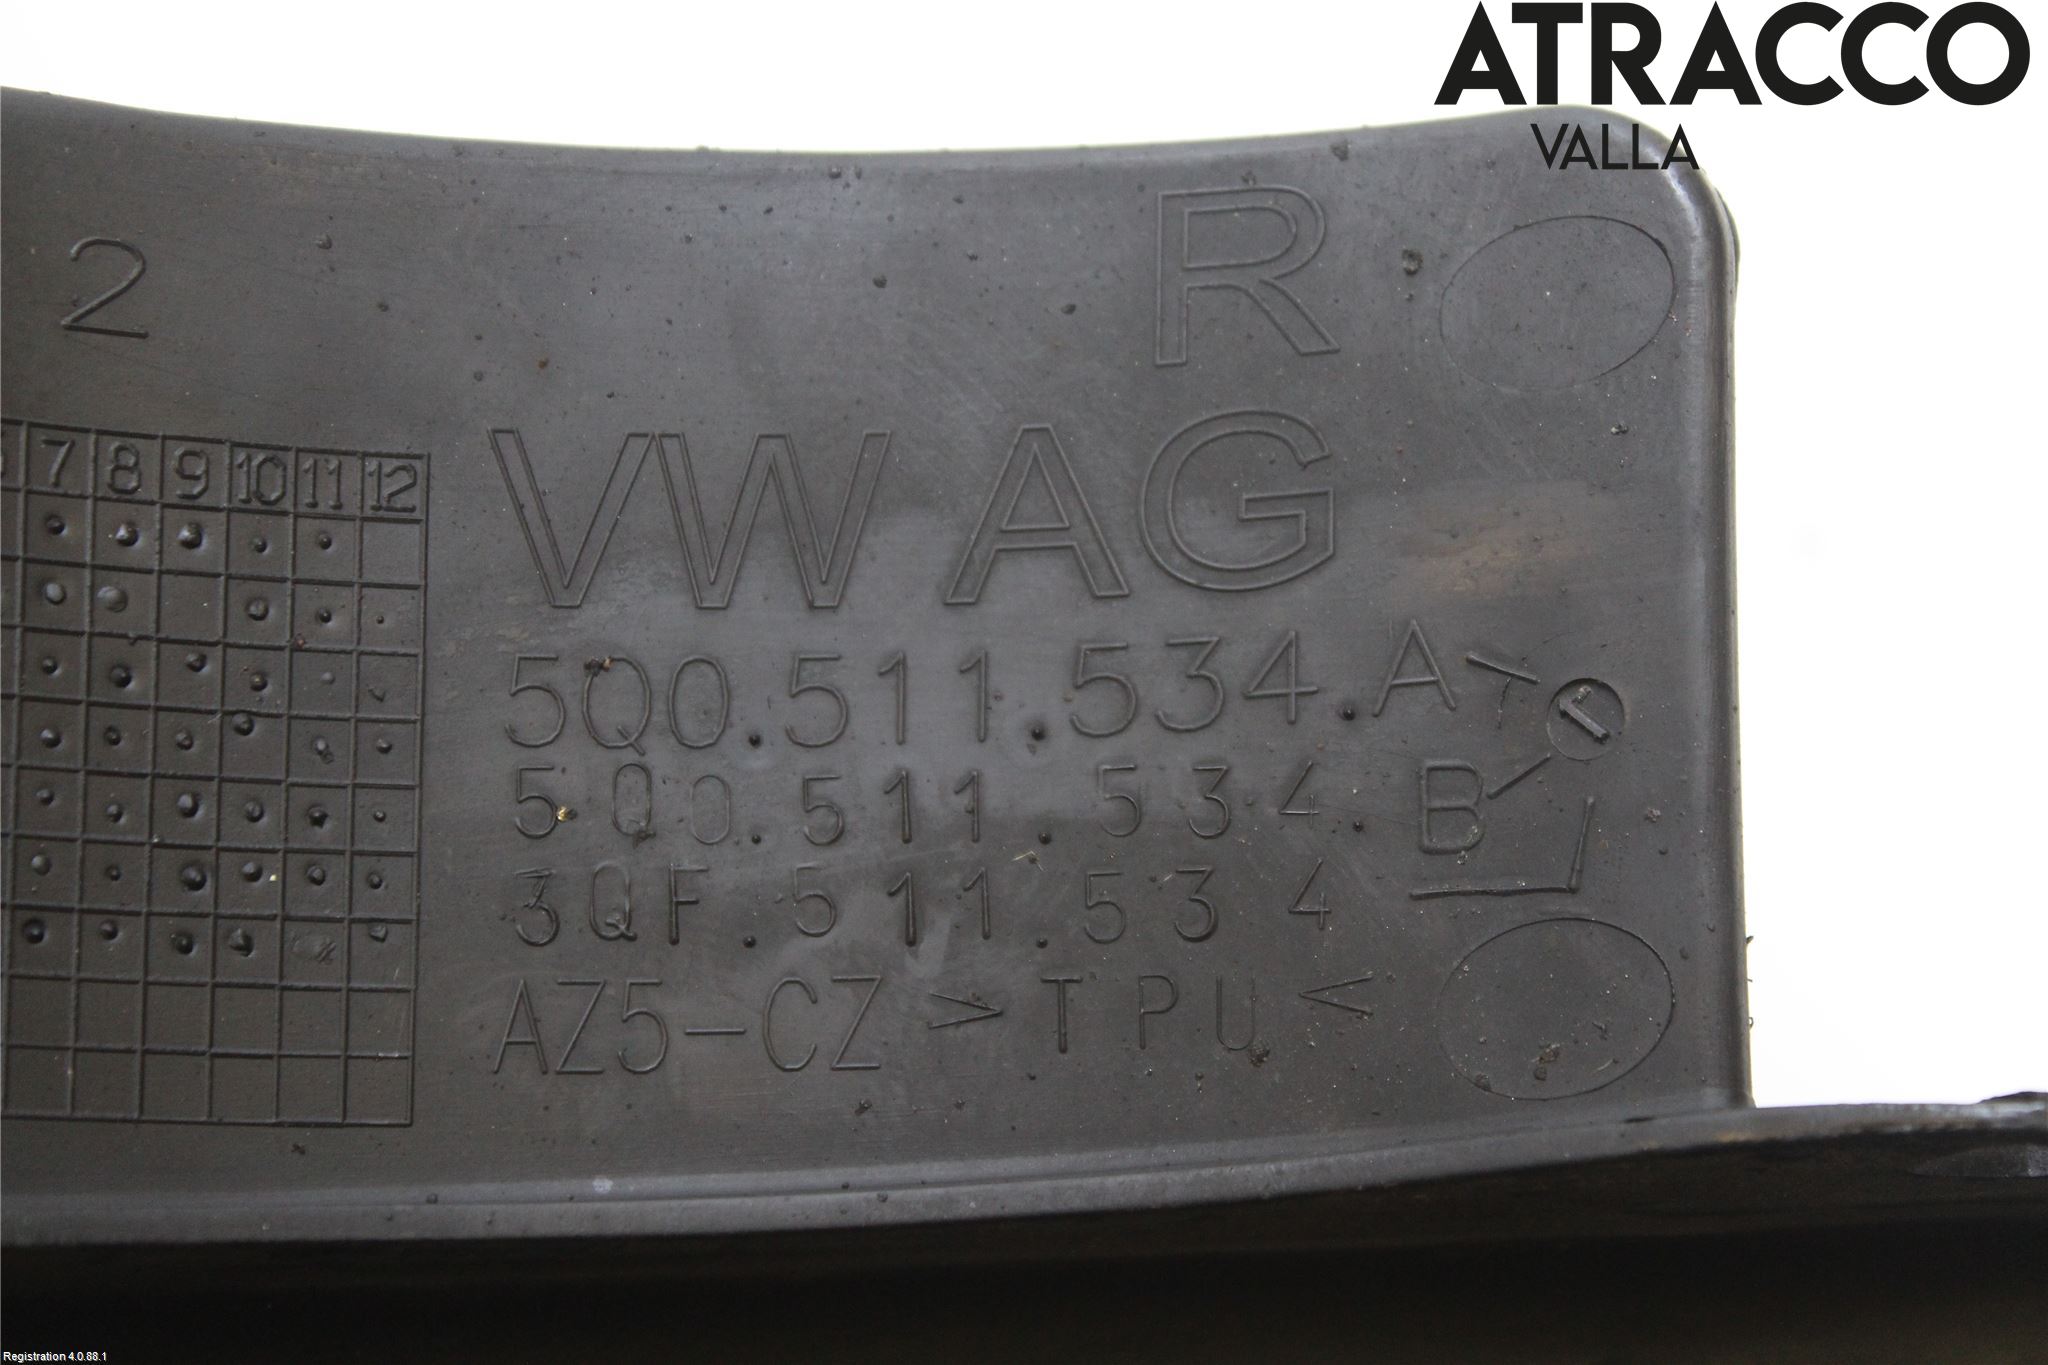 ATRACCO
VALLA
R
2
VW AG
7 8 9 10 11 12
5Q0.511.534.A
5Q0.511.534.B
1
3QF.511.534
AZ5-CZ >TPU<
Registration 4.0.88.1